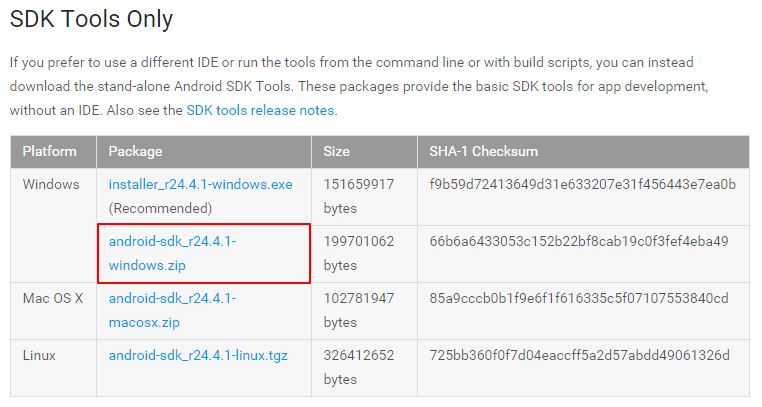 SDK Tools Only
If you prefer to use a different IDE or run the tools from the command line or with build scripts, you can instead
download the stand-alone Android SDK Tools. These packages provide the basic SDK tools for app development,
without an IDE. Also see the SDK tools release notes.
Platform Package Size SHA-1 Checksum
Windows installer_r24.4.1-windows.exe 151659917 f9b59d72413649d31e633207e31f456443e7ea0b
(Recommended) bytes
android-sdk_r24.4.1- 199701062 66b6a6433053c152b22bf8cab19c0f3fef4eba49
windows.zip bytes
Mac OS X android-sdk_r24.4.1- 102781947 85a9cccb0b1f9e6f1f616335c5f07107553840cd
macosx.zip bytes
Linux android-sdk_r24.4.1-linux.tgz 326412652 725bb360f0f7d04eaccff5a2d57abdd49061326d
bytes